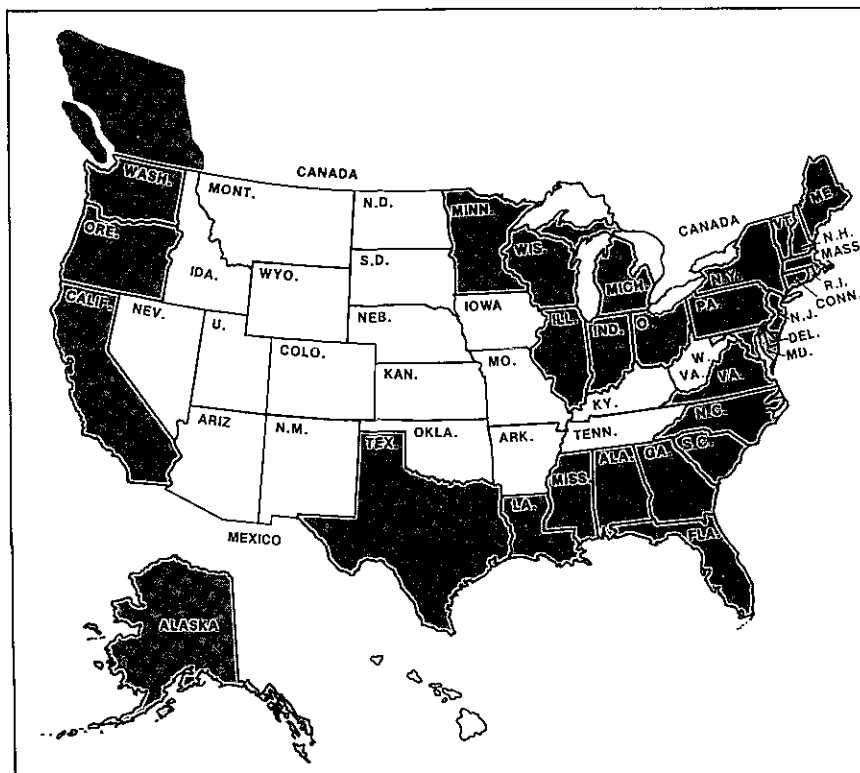 WASH.
MONT.
CANADA
N.D.
MINN.
ORE.
IDA.
WYO.
S.D.
WIS.
MICH.
CANADA
VT.
ME.
N.H.
MASS.
N.Y.
R.I.
CONN.
CALIF.
NEV.
U.
COLO.
NEB.
IOWA
ILL.
IND.
O.
PA.
N.J.
DEL.
MD.
KAN.
MO.
W.
VA.
VA.
KY.
ARIZ
N.M.
OKLA.
ARK.
TENN.
N.C.
S.C.
TEX.
LA.
MISS.
ALA.
GA.
FLA.
MEXICO
ALASKA